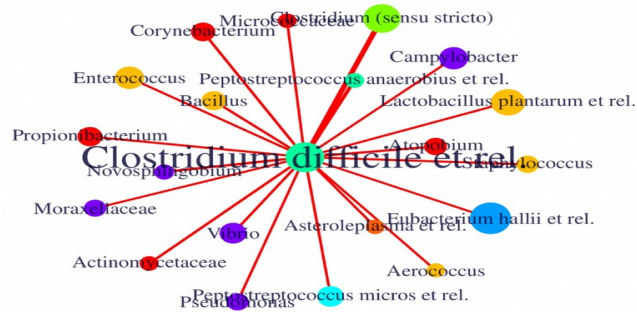 Micrococcaceae
Clostridium (sensu stricto)
Corynebacterium
Campylobacter
Enterococcus
Peptostreptococcus anaerobius et rel.
Bacillus
Lactobacillus plantarum et rel.
Propionibacterium
Atopobium
Clostridium difficile et rel.
Staphylococcus
Novosphingobium
Moraxellaceae
Eubacterium hallii et rel.
Asteroleplasma et rel.
Vibrio
Actinomycetaceae
Aerococcus
Peptostreptococcus micros et rel.
Pseudomonas